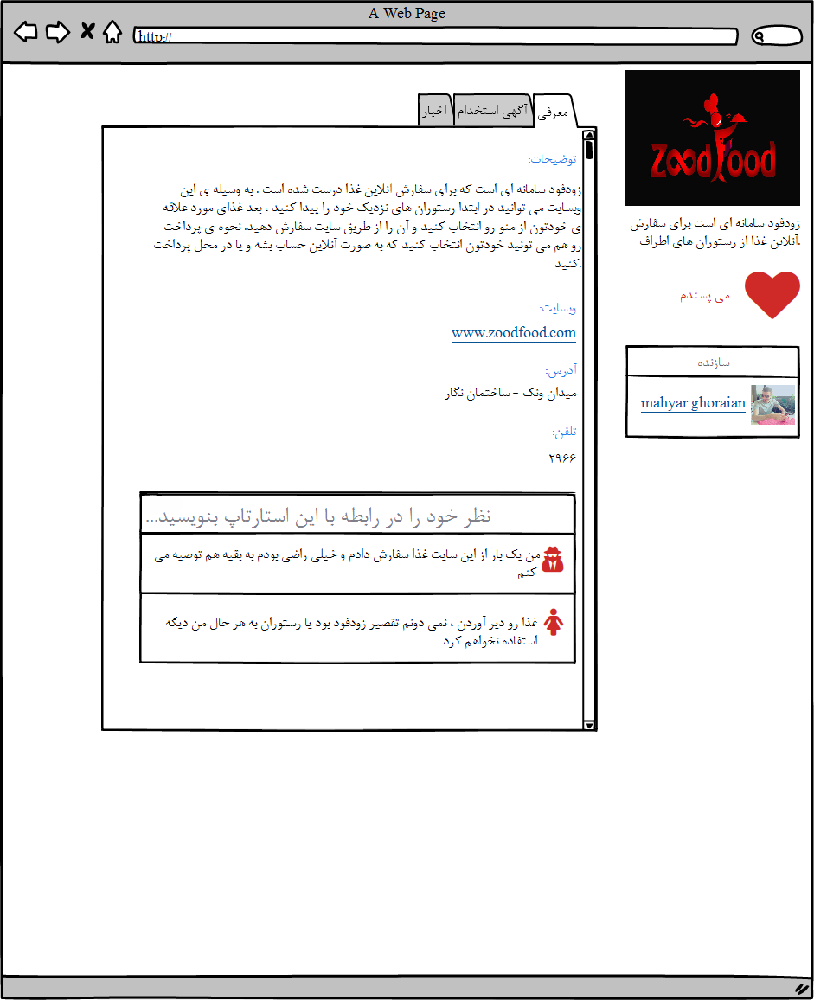 A Web Page
http://
Zoodfood
زودفود سامانه ای است برای سفارش
آنلاین غذا از رستوران های اطراف.
می پسندم
سازنده
mahyar ghoraian
معرفی
آگهی استخدام
اخبار
توضیحات:
زودفود سامانه ای است که برای سفارش آنلاین غذا درست شده است . به وسیله ی این
وبسایت می توانید در ابتدا رستوران های نزدیک خود را پیدا کنید ، بعد غذای مورد علاقه
ی خودتون از منو رو انتخاب کنید و آن را از طریق سایت سفارش دهید. نحوه ی پرداخت
رو هم می تونید خودتون انتخاب کنید که به صورت آنلاین حساب بشه و یا در محل پرداخت
کنید.
وبسایت:
www.zoodfood.com
آدرس:
میدان ونک - ساختمان نگار
تلفن:
۲۹۶۶
نظر خود را در رابطه با این استارتاپ بنویسید...
من یک بار از این سایت غذا سفارش دادم و خیلی راضی بودم به بقیه هم توصیه می
کنم
غذا رو دیر آوردن ، نمی دونم تقصیر زودفود بود یا رستوران به هر حال من دیگه
استفاده نخواهم کرد